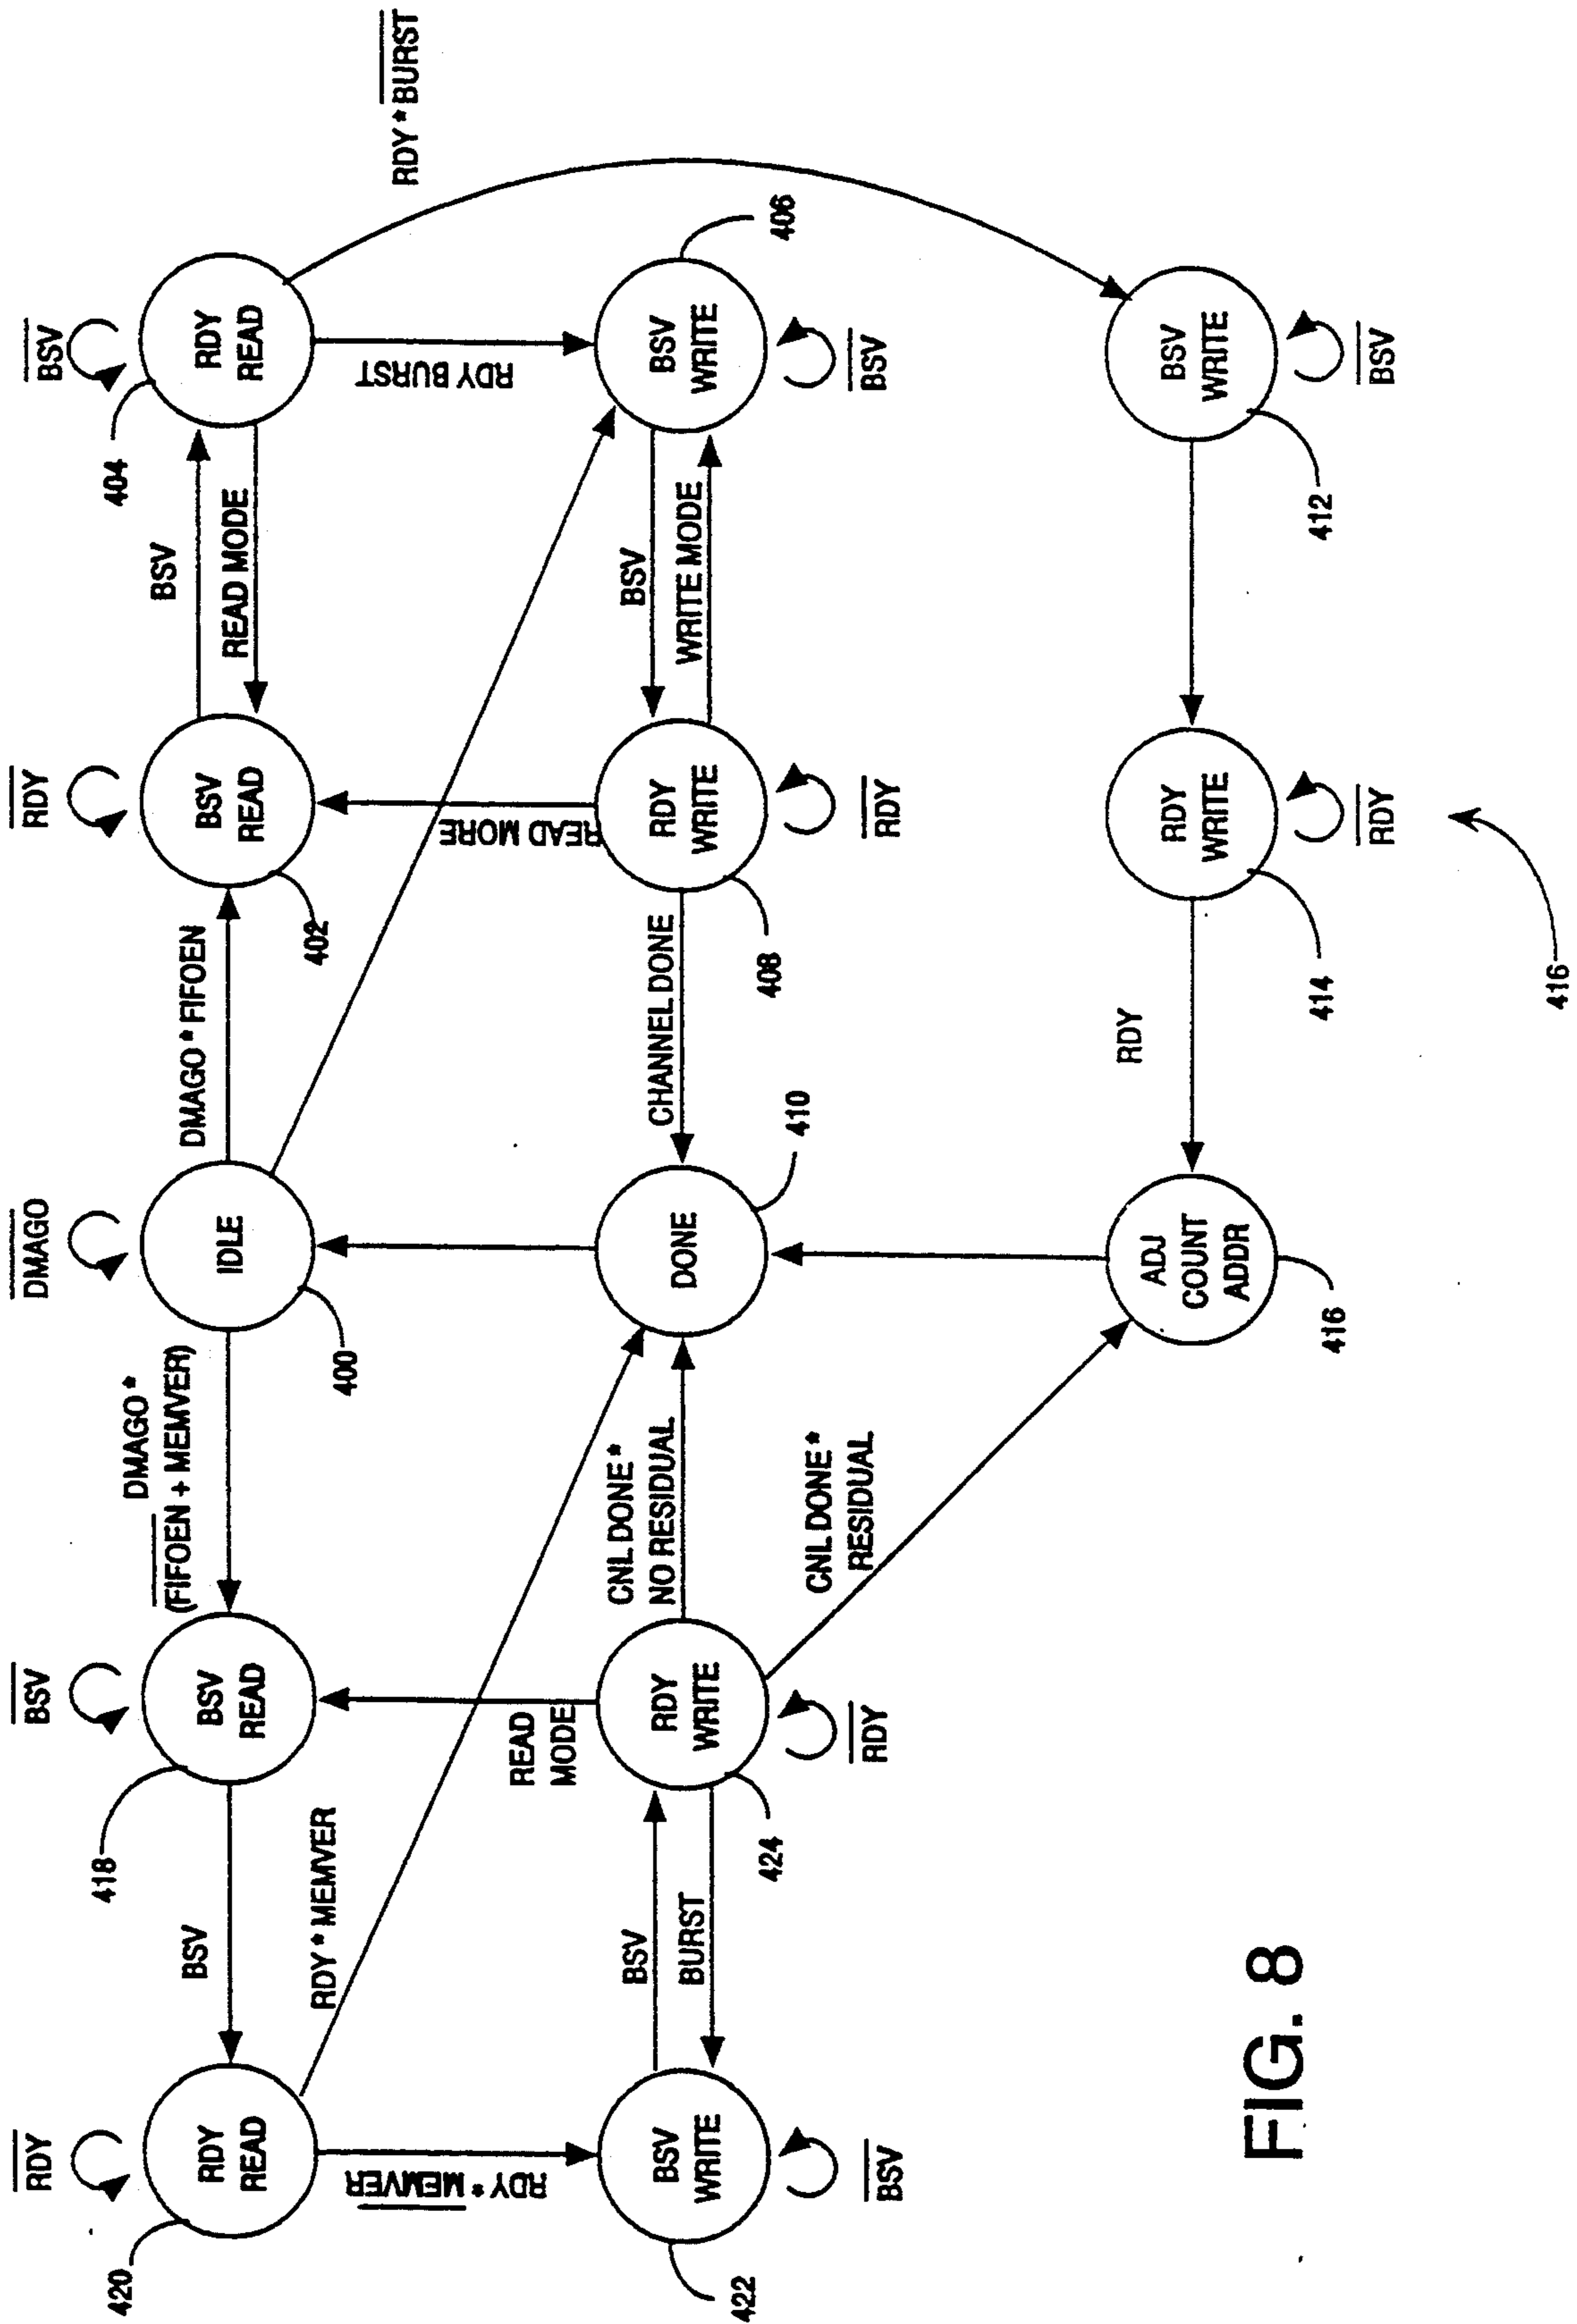 RDY
BSV
DMAGO
RDY
BSV
420
RDY
READ
BSV
418
BSV
READ
DMAGO *
(FIFOEN + MEMVER)
400
IDLE
DMAGO * FIFOEN
402
BSV
READ
BSV
READ MODE
404
RDY
READ
RDY * MEMVER
RDY * MEMVER
READ
MODE
READ MORE
RDY BURST
RDY * BURST
422
BSV
WRITE
BSV
BSV
BURST
424
RDY
WRITE
RDY
CNL DONE *
NO RESIDUAL
CNL DONE *
RESIDUAL
DONE
410
CHANNEL DONE
408
RDY
WRITE
RDY
BSV
WRITE MODE
BSV
WRITE
406
BSV
ADJ
COUNT
ADDR
416
RDY
414
RDY
WRITE
RDY
412
BSV
WRITE
BSV
416
FIG. 8